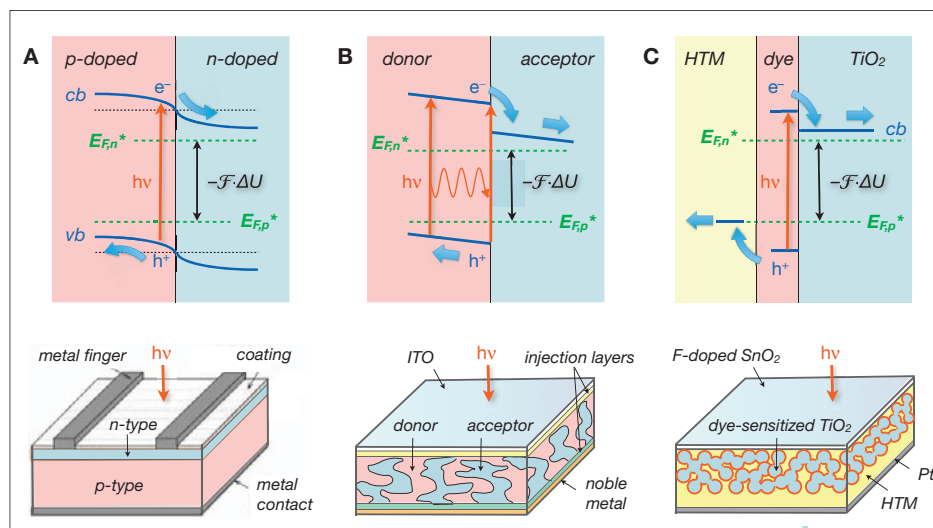 A
p-doped
n-doped
cb
e⁻
E_F,n*
hν
−ℱ·ΔU
E_F,p*
vb
h⁺
B
donor
acceptor
e⁻
E_F,n*
hν
−ℱ·ΔU
E_F,p*
h⁺
C
HTM
dye
TiO₂
e⁻
cb
E_F,n*
hν
−ℱ·ΔU
E_F,p*
h⁺
metal finger
hν
coating
n-type
p-type
metal
contact
ITO
hν
injection layers
donor
acceptor
noble
metal
F-doped SnO₂
hν
dye-sensitized TiO₂
Pt
HTM